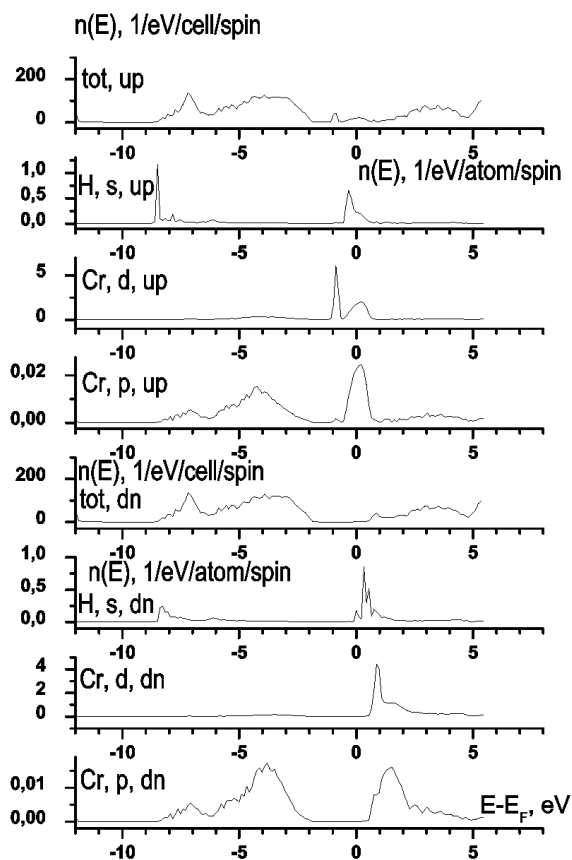 n(E), 1/eV/cell/spin
200
tot, up
0
-10 -5 0 5
1,0
n(E), 1/eV/atom/spin
0,5
H, s, up
0,0
-10 -5 0 5
5
Cr, d, up
0
-10 -5 0 5
0,02
Cr, p, up
0,00
-10 -5 0 5
n(E), 1/eV/cell/spin
200
tot, dn
0
-10 -5 0 5
1,0
n(E), 1/eV/atom/spin
0,5
H, s, dn
0,0
-10 -5 0 5
4
Cr, d, dn
2
0
-10 -5 0 5
Cr, p, dn
0,01
E-EF, eV
0,00
-10 -5 0 5